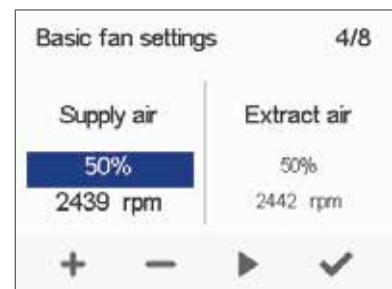 Basic fan settings 4/8
Supply air Extract air
50% 50%
2439 rpm 2442 rpm